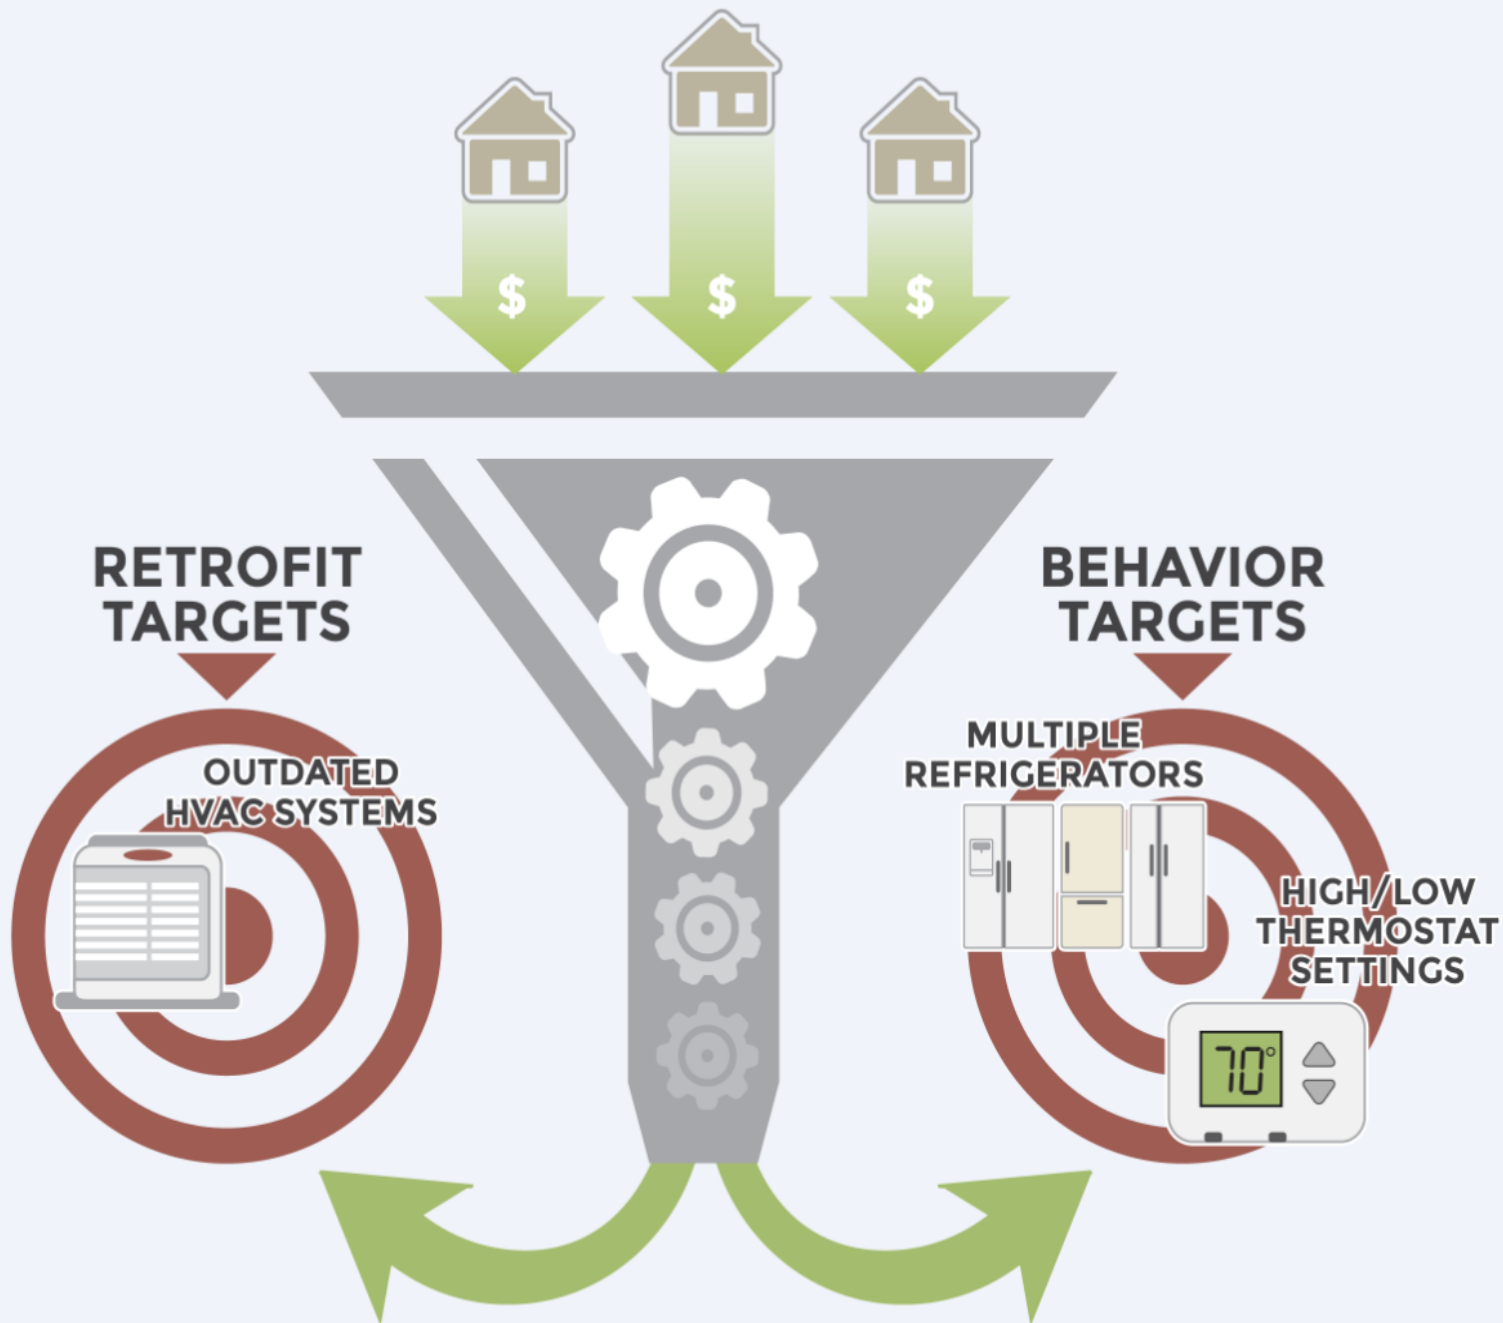 $ $ $
RETROFIT
TARGETS
OUTDATED
HVAC SYSTEMS
BEHAVIOR
TARGETS
MULTIPLE
REFRIGERATORS
HIGH/LOW
THERMOSTAT
SETTINGS
70°